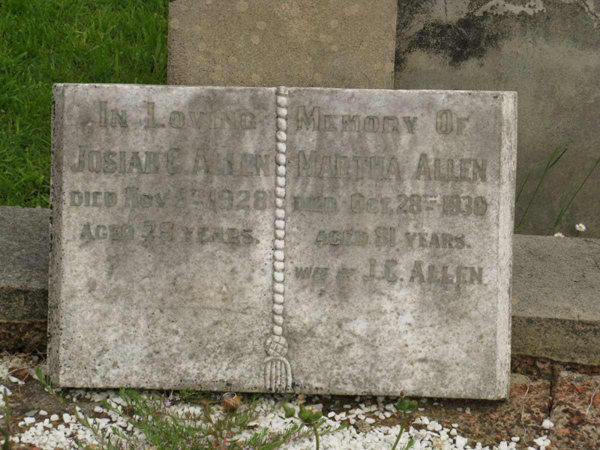 In Loving Memory Of
JOSIAH C. ALLEN
DIED NOV. 1928
AGED YEARS.
MARTHA ALLEN
DIED OCT. 28TH 1930
AGED 81 YEARS.
WIFE OF J.C. ALLEN.